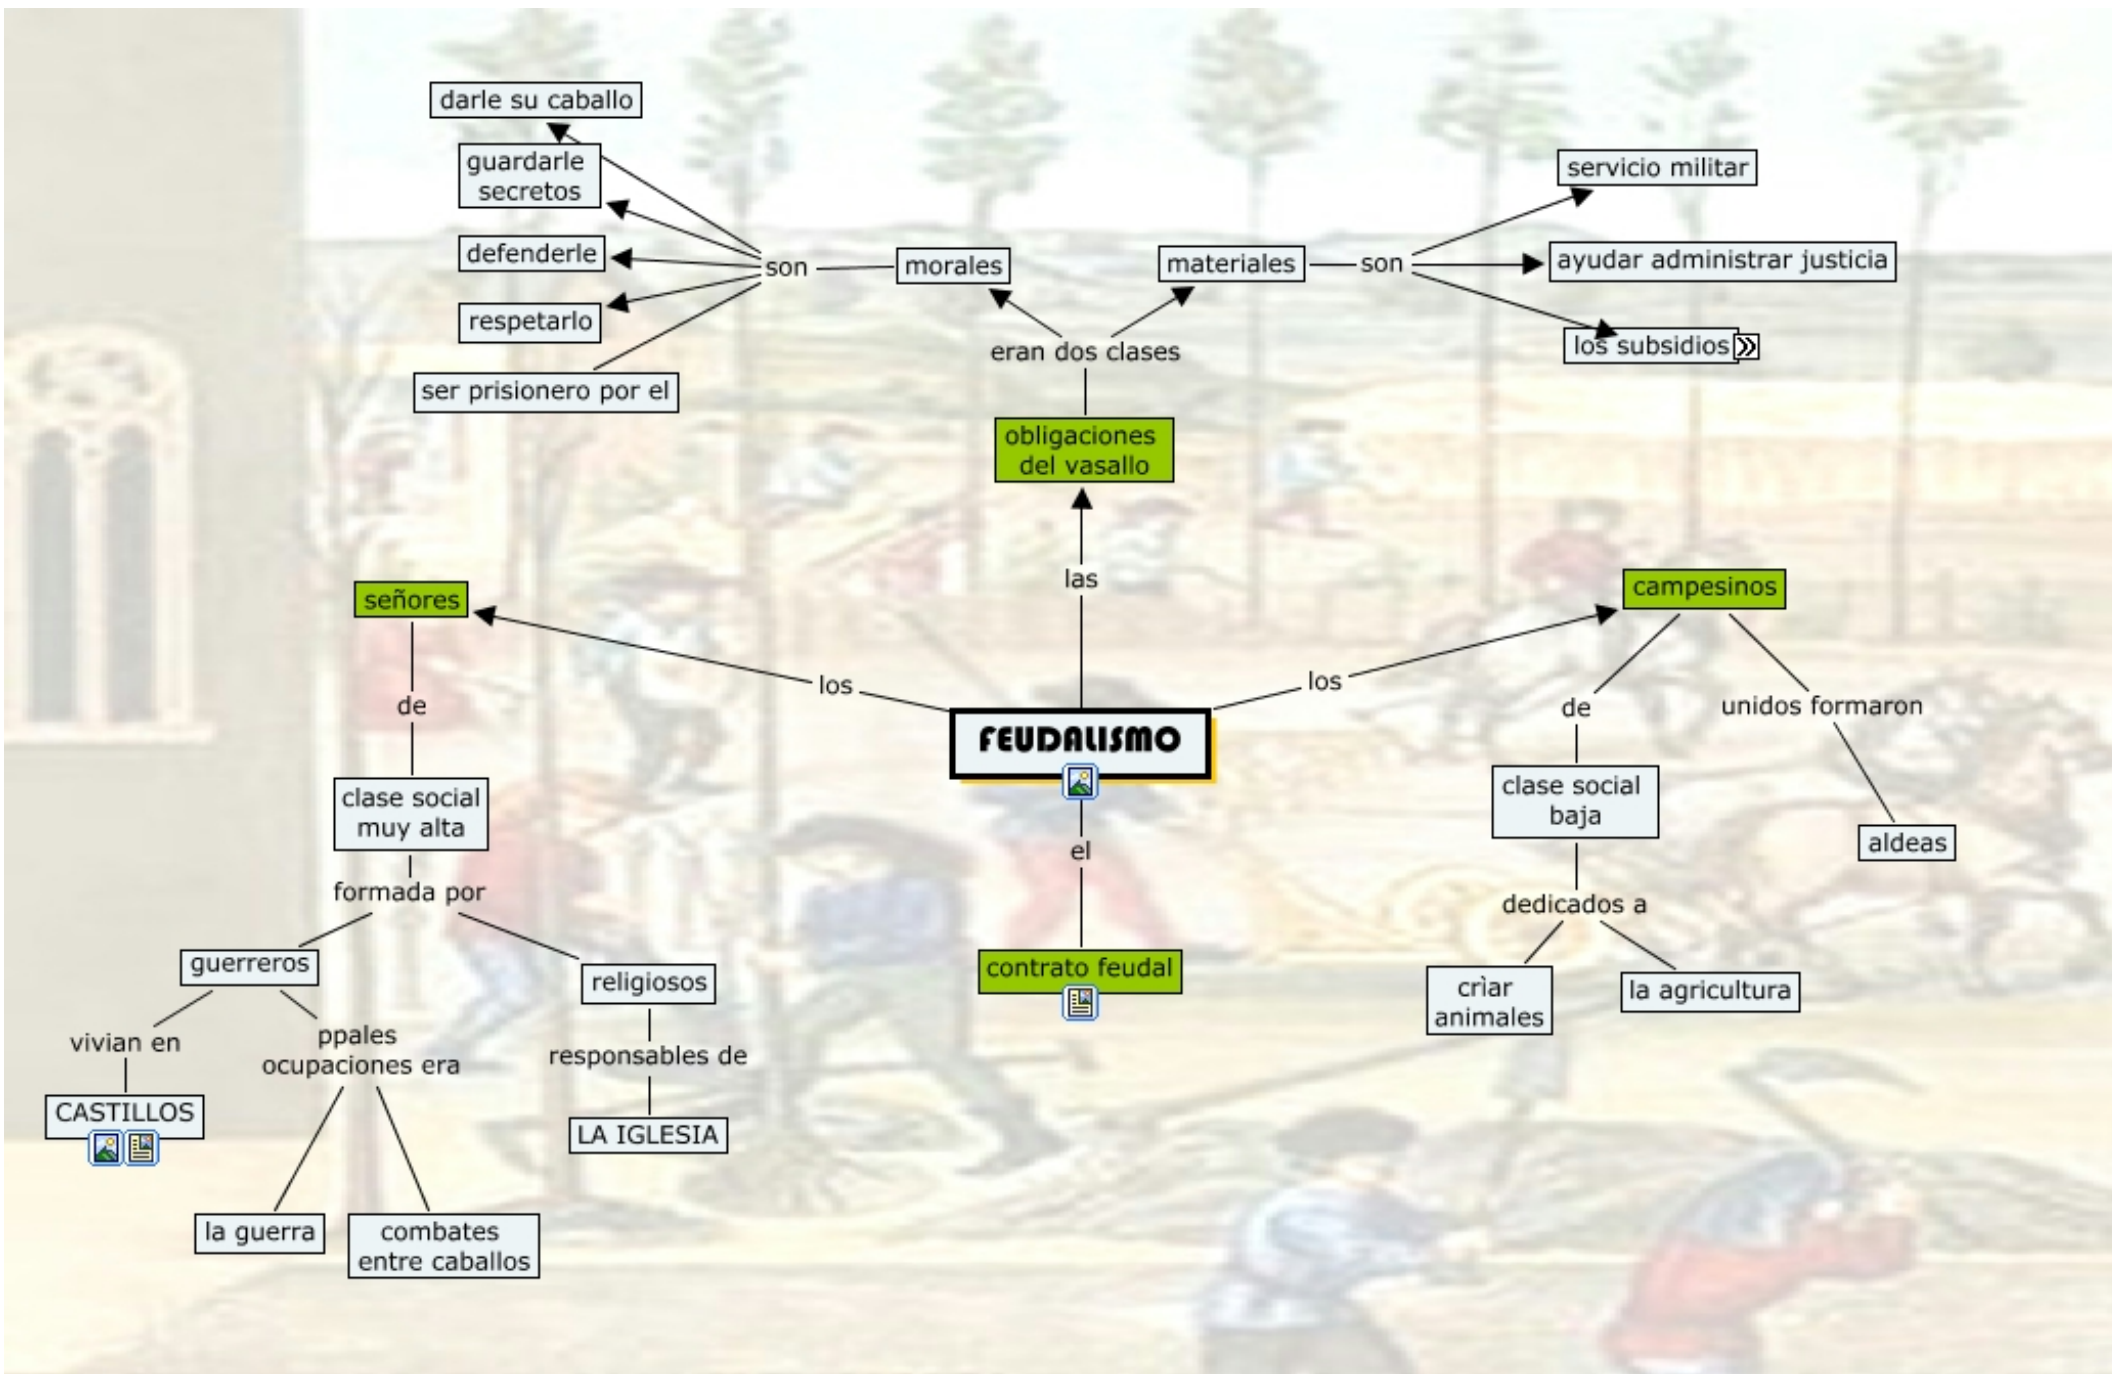 darle su caballo
guardarle
secretos
defenderle
respetarlo
ser prisionero por el
son
morales
materiales
son
servicio militar
ayudar administrar justicia
los subsidios
eran dos clases
obligaciones
del vasallo
las
señores
los
los
campesinos
FEUDALISMO
de
clase social
muy alta
formada por
guerreros
religiosos
vivian en
CASTILLOS
ppales
ocupaciones era
la guerra
combates
entre caballos
responsables de
LA IGLESIA
el
contrato feudal
de
clase social
baja
dedicados a
crìar
animales
la agricultura
unidos formaron
aldeas